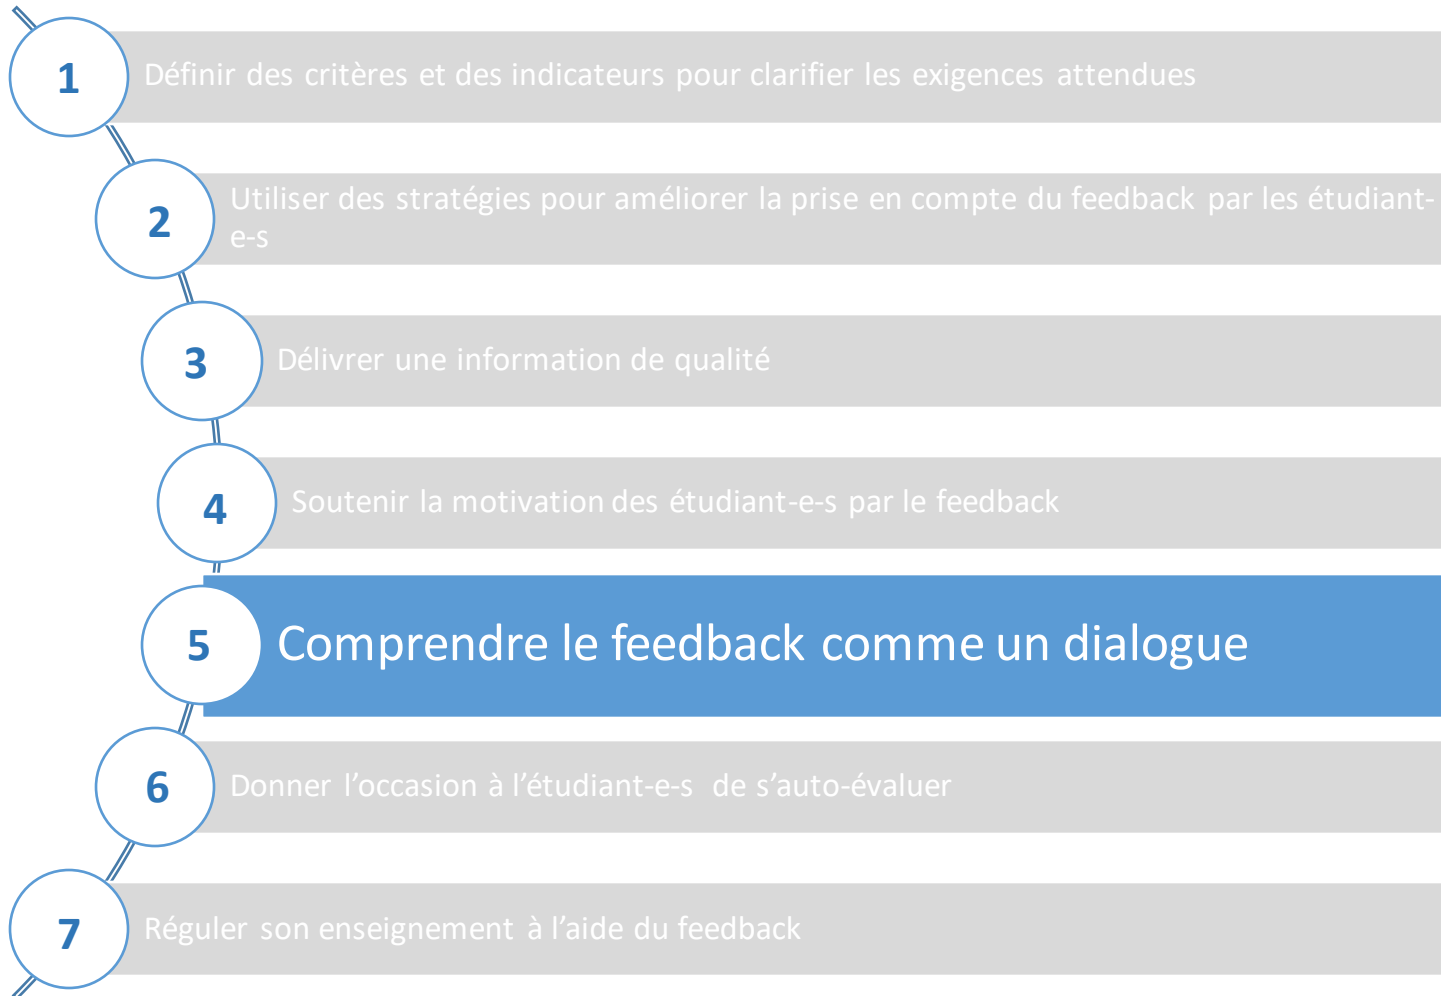 1
Définir des critères et des indicateurs pour clarifier les exigences attendues
2
Utiliser des stratégies pour améliorer la prise en compte du feedback par les étudiant-
e-s
3
Délivrer une information de qualité
4
Soutenir la motivation des étudiant-e-s par le feedback
5
Comprendre le feedback comme un dialogue
6
Donner l’occasion à l’étudiant-e-s de s’auto-évaluer
7
Réguler son enseignement à l’aide du feedback